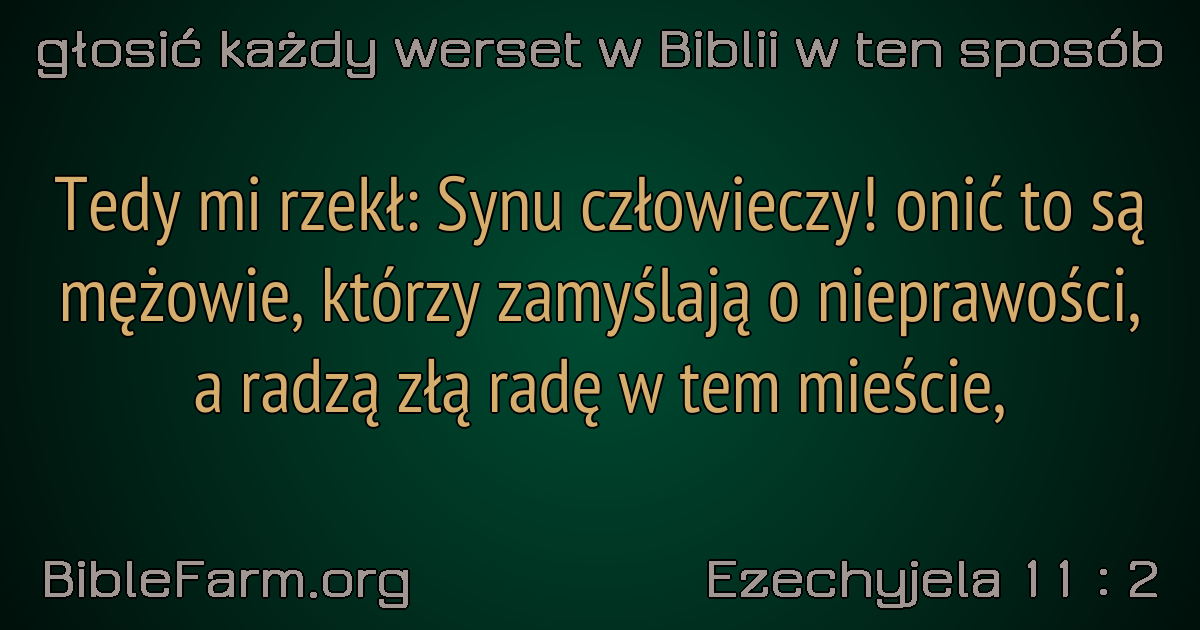 głosić każdy werset w Biblii w ten sposób
Tedy mi rzekł: Synu człowieczy! onić to są
mężowie, którzy zamyślają o nieprawości,
a radzą złą radę w tem mieście,
BibleFarm.org
Ezechyjela 11 : 2